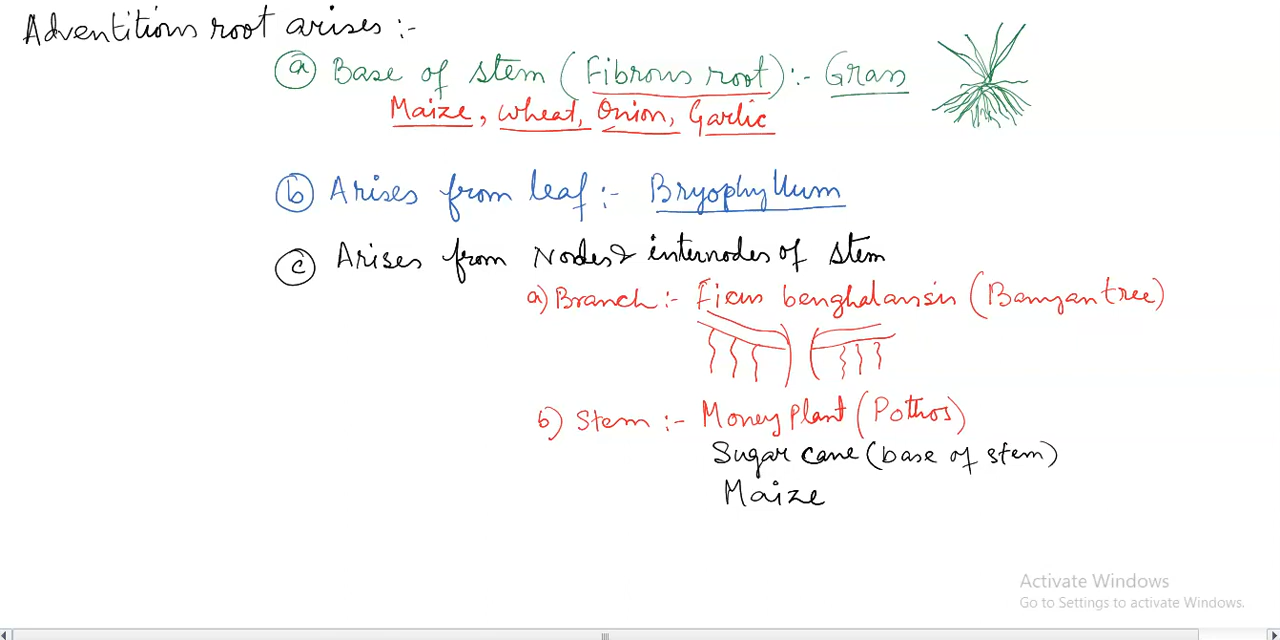 Adventitious root arises :-
(a) Base of stem (Fibrous root) :- Grass
Maize, wheat, Onion, Garlic
(b) Arises from leaf :- Bryophyllum
(c) Arises from Nodes & internodes of stem
a) Branch :- Ficus benghalansis (Banyan tree)
b) Stem :- Money Plant (Pothos)
Sugar cane (base of stem)
Maize
Activate Windows
Go to Settings to activate Windows.